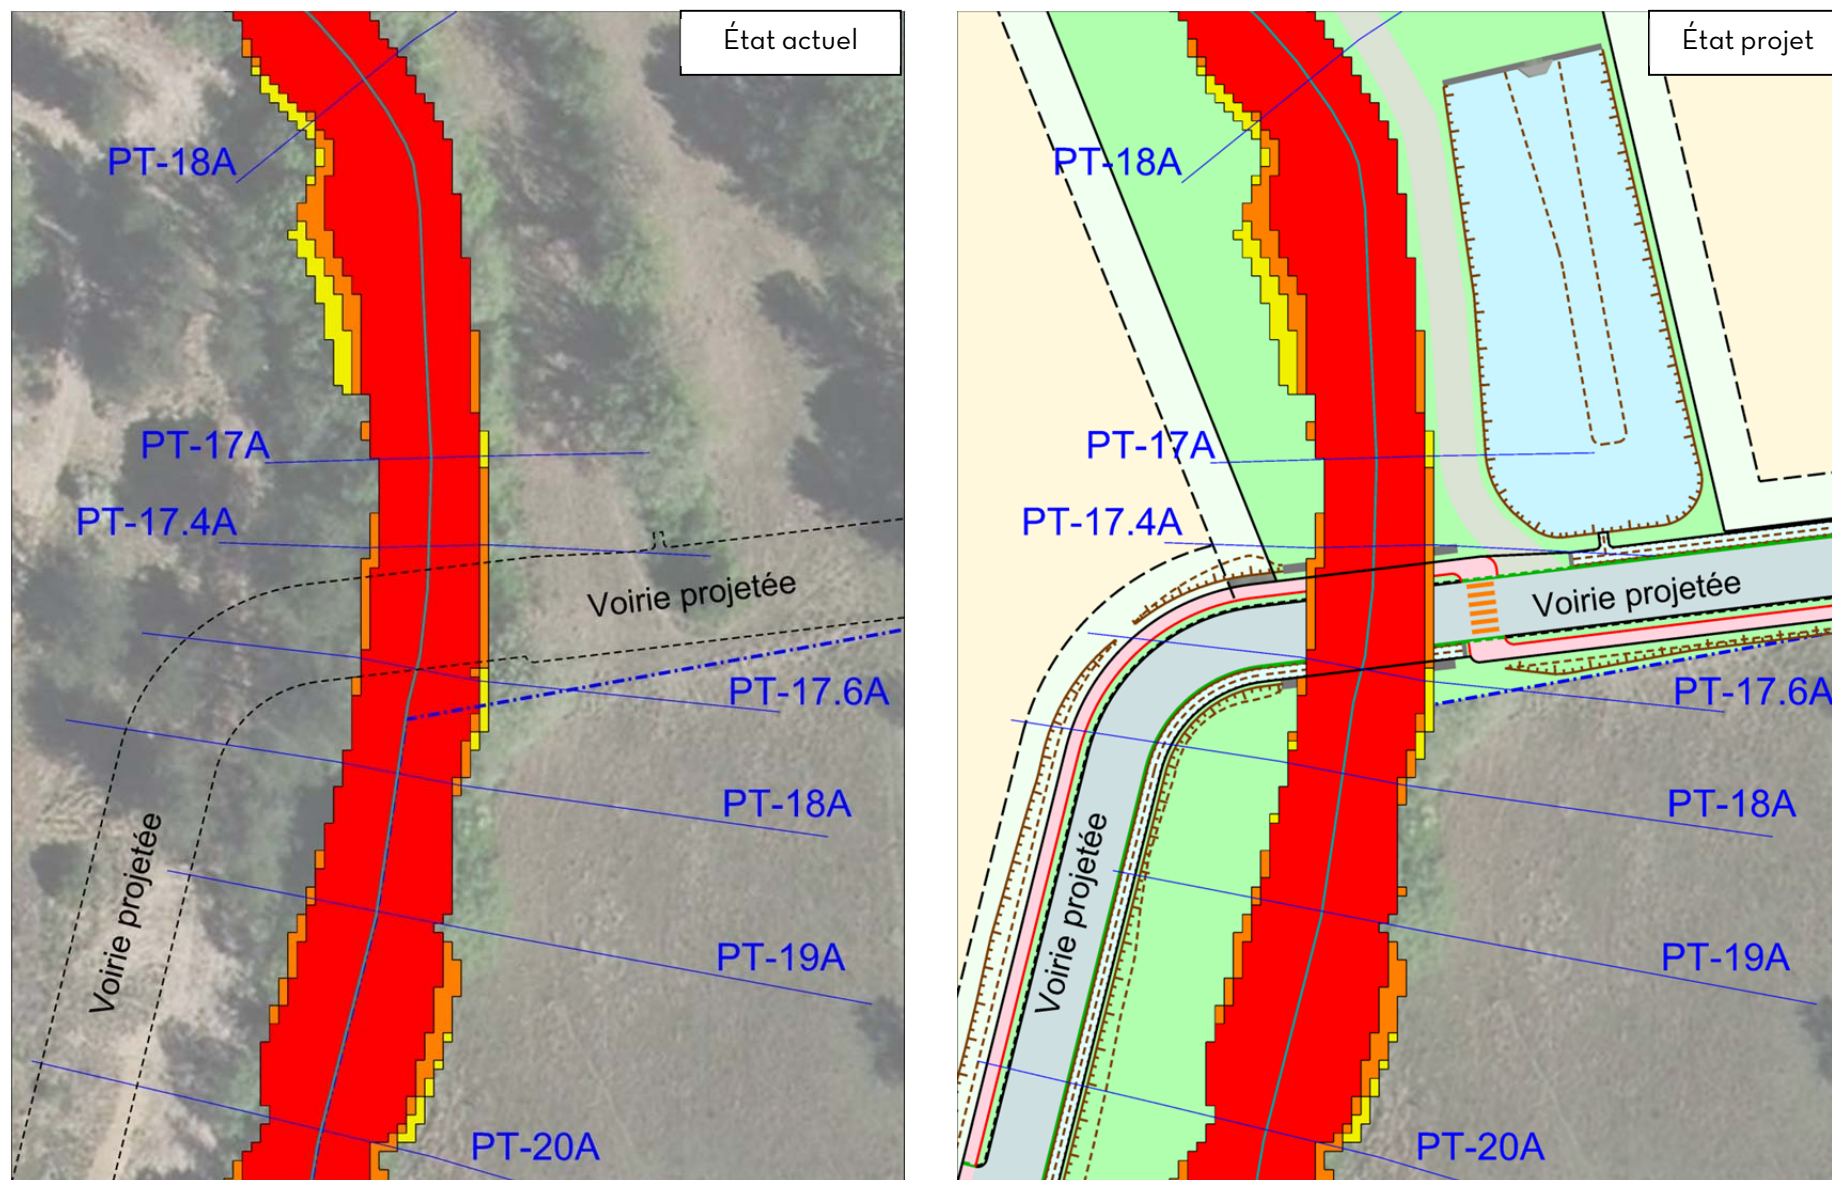 État actuel
PT-18A
PT-17A
PT-17.4A
Voirie projetée
PT-17.6A
PT-18A
Voirie projetée
PT-19A
PT-20A
État projet
PT-18A
PT-17A
PT-17.4A
Voirie projetée
PT-17.6A
PT-18A
Voirie projetée
PT-19A
PT-20A